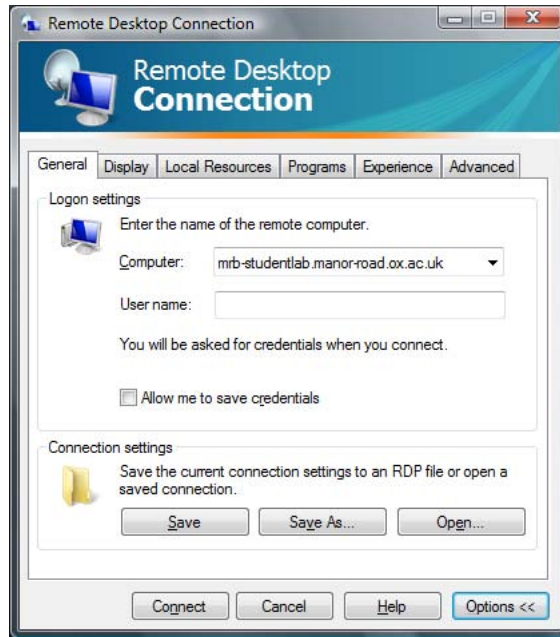 Remote Desktop Connection
Remote Desktop
Connection
General Display Local Resources Programs Experience Advanced
Logon settings
Enter the name of the remote computer.
Computer: mrb-studentlab.manor-road.ox.ac.uk
User name:
You will be asked for credentials when you connect.
Allow me to save credentials
Connection settings
Save the current connection settings to an RDP file or open a
saved connection.
Save Save As... Open...
Connect Cancel Help Options <<